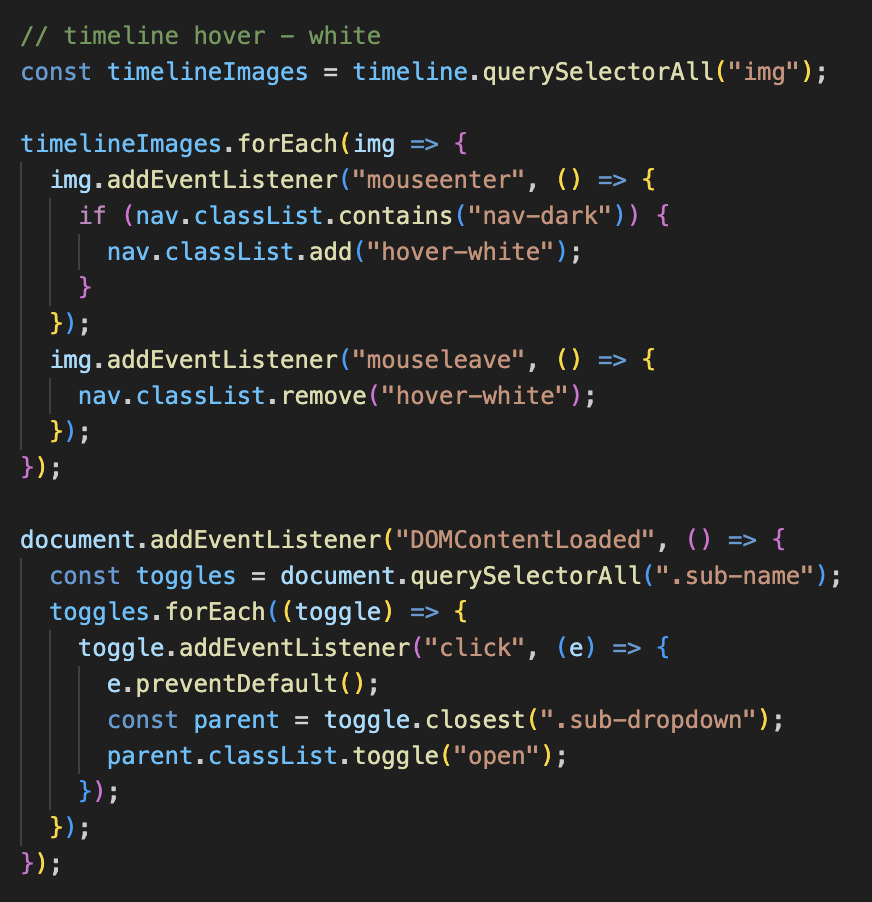 // timeline hover - white
const timelineImages = timeline.querySelectorAll("img");

timelineImages.forEach(img => {
  img.addEventListener("mouseenter", () => {
    if (nav.classList.contains("nav-dark")) {
      nav.classList.add("hover-white");
    }
  });
  img.addEventListener("mouseleave", () => {
    nav.classList.remove("hover-white");
  });
});

document.addEventListener("DOMContentLoaded", () => {
  const toggles = document.querySelectorAll(".sub-name");
  toggles.forEach((toggle) => {
    toggle.addEventListener("click", (e) => {
      e.preventDefault();
      const parent = toggle.closest(".sub-dropdown");
      parent.classList.toggle("open");
    });
  });
});